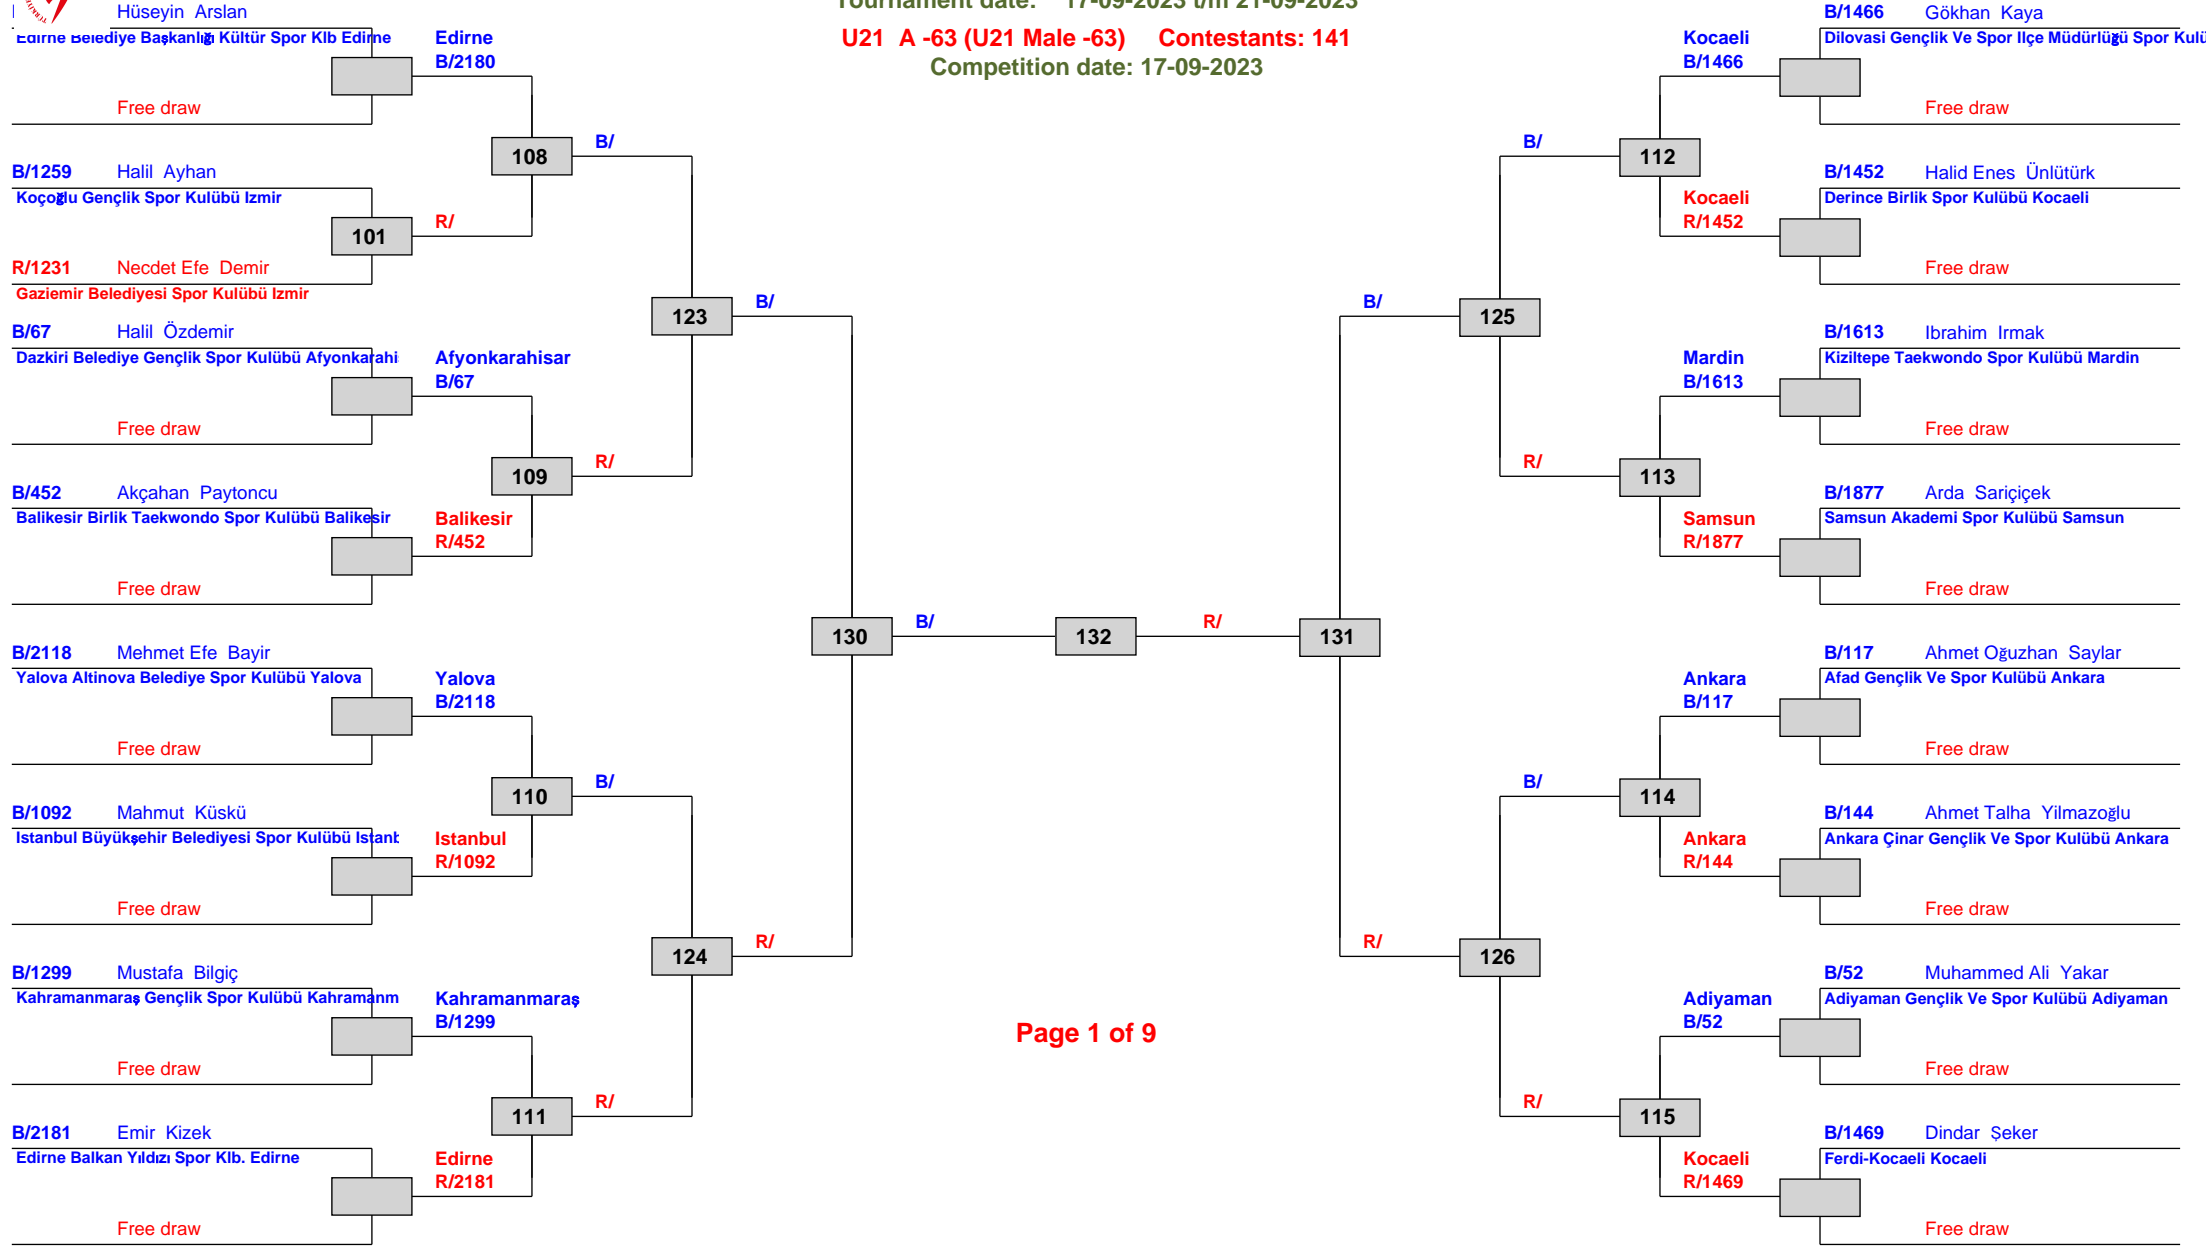 Tournament date: 17-09-2023 t/m 21-09-2023
U21 A -63 (U21 Male -63) Contestants: 141
Competition date: 17-09-2023
Hüseyin Arslan
Edirne Belediye Başkanlığı Kültür Spor Klb Edirne
Free draw
Edirne
B/2180
108
B/
B/1259 Halil Ayhan
Koçoğlu Gençlik Spor Kulübü Izmir
101
R/
R/1231 Necdet Efe Demir
Gaziemir Belediyesi Spor Kulübü Izmir
123
B/
B/67 Halil Özdemir
Dazkiri Belediye Gençlik Spor Kulübü Afyonkarahi
Free draw
Afyonkarahisar
B/67
109
R/
B/452 Akçahan Paytoncu
Balikesir Birlik Taekwondo Spor Kulübü Balikesir
Free draw
Balikesir
R/452
130
B/
132
R/
131
B/2118 Mehmet Efe Bayir
Yalova Altinova Belediye Spor Kulübü Yalova
Free draw
Yalova
B/2118
110
B/
B/1092 Mahmut Küskü
Istanbul Büyükşehir Belediyesi Spor Kulübü Istanb
Free draw
Istanbul
R/1092
124
R/
B/1299 Mustafa Bilgiç
Kahramanmaraş Gençlik Spor Kulübü Kahramanm
Free draw
Kahramanmaraş
B/1299
111
R/
B/2181 Emir Kizek
Edirne Balkan Yıldızı Spor Klb. Edirne
Free draw
Edirne
R/2181
Page 1 of 9
B/1466 Gökhan Kaya
Dilovasi Gençlik Ve Spor Ilçe Müdürlüğü Spor Kulü
Free draw
Kocaeli
B/1466
112
B/
B/1452 Halid Enes Ünlütürk
Derince Birlik Spor Kulübü Kocaeli
Free draw
Kocaeli
R/1452
125
B/
B/1613 Ibrahim Irmak
Kiziltepe Taekwondo Spor Kulübü Mardin
Free draw
Mardin
B/1613
113
R/
B/1877 Arda Sariçiçek
Samsun Akademi Spor Kulübü Samsun
Free draw
Samsun
R/1877
B/117 Ahmet Oğuzhan Saylar
Afad Gençlik Ve Spor Kulübü Ankara
Free draw
Ankara
B/117
114
B/
B/144 Ahmet Talha Yilmazoğlu
Ankara Çinar Gençlik Ve Spor Kulübü Ankara
Free draw
Ankara
R/144
126
R/
B/52 Muhammed Ali Yakar
Adiyaman Gençlik Ve Spor Kulübü Adiyaman
Free draw
Adiyaman
B/52
115
R/
B/1469 Dindar Şeker
Ferdi-Kocaeli Kocaeli
Free draw
Kocaeli
R/1469